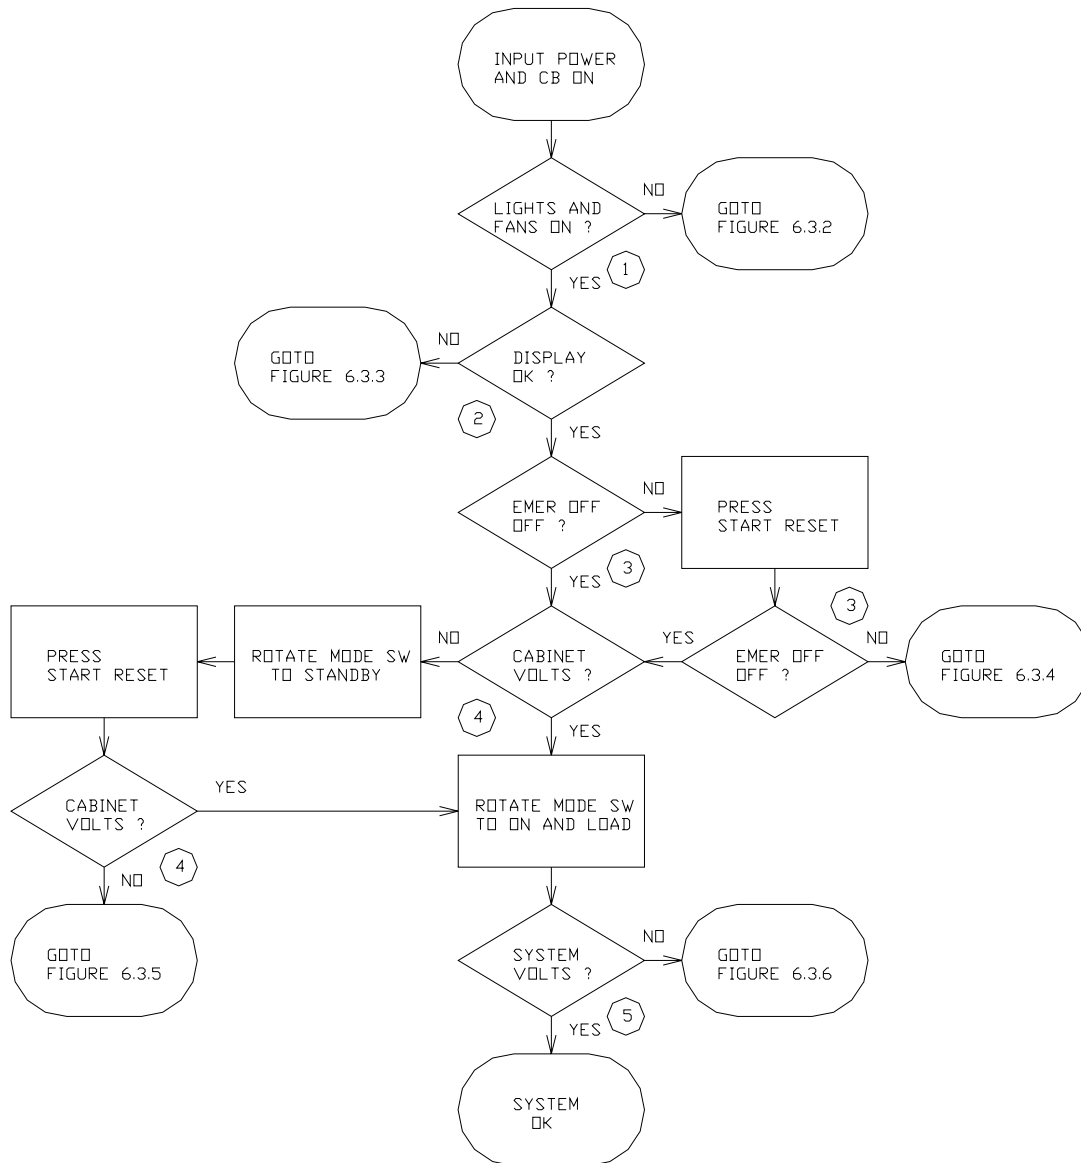 INPUT POWER
AND CB ON
LIGHTS AND
FANS ON ?
NO
GOTO
FIGURE 6.3.2
1
YES
NO
GOTO
FIGURE 6.3.3
DISPLAY
OK ?
2
YES
EMER OFF
OFF ?
NO
PRESS
START RESET
3
YES
3
PRESS
START RESET
ROTATE MODE SW
TO STANDBY
NO
CABINET
VOLTS ?
YES
EMER OFF
OFF ?
NO
GOTO
FIGURE 6.3.4
4
YES
CABINET
VOLTS ?
YES
ROTATE MODE SW
TO ON AND LOAD
4
NO
GOTO
FIGURE 6.3.5
SYSTEM
VOLTS ?
NO
GOTO
FIGURE 6.3.6
5
YES
SYSTEM
OK